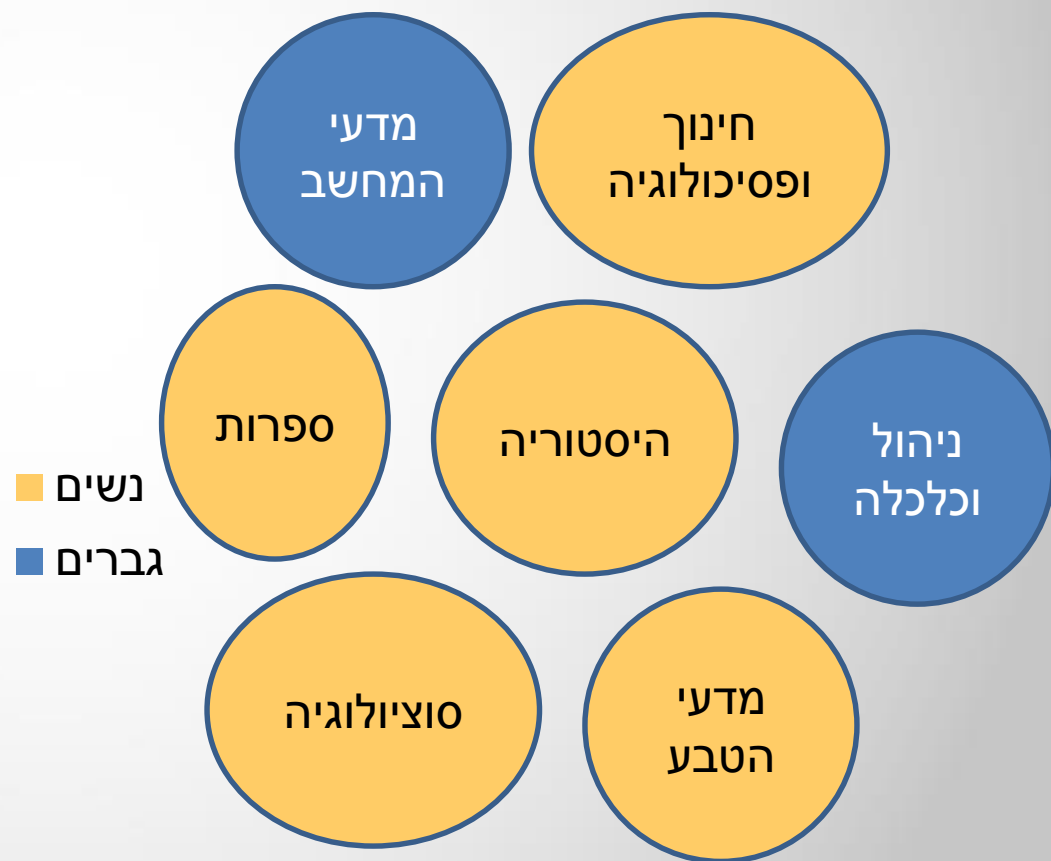 חינוך
ופסיכולוגיה
מדעי
המחשב
ניהול
וכלכלה
היסטוריה
ספרות
מדעי
הטבע
סוציולוגיה
נשים
גברים